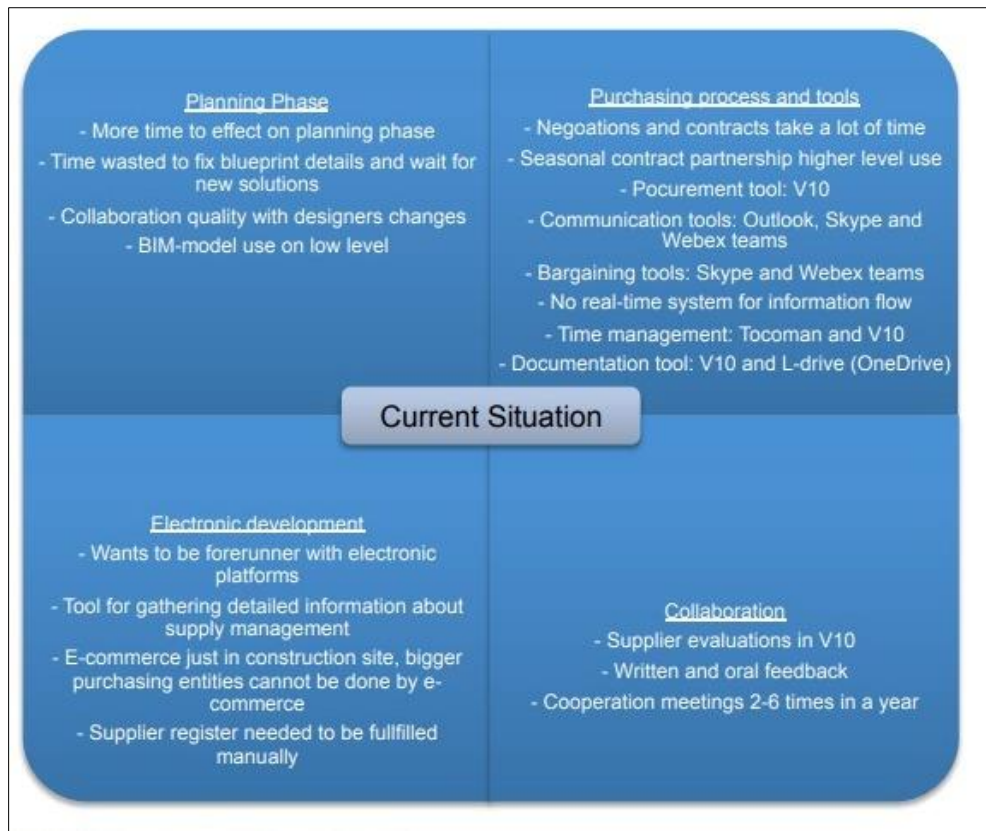 Planning Phase
- More time to effect on planning phase
- Time wasted to fix blueprint details and wait for
new solutions
- Collaboration quality with designers changes
- BIM-model use on low level
Purchasing process and tools
- Negoations and contracts take a lot of time
- Seasonal contract partnership higher level use
- Pocurement tool: V10
- Communication tools: Outlook, Skype and
Webex teams
- Bargaining tools: Skype and Webex teams
- No real-time system for information flow
- Time management: Tocoman and V10
- Documentation tool: V10 and L-drive (OneDrive)
Current Situation
Electronic development
- Wants to be forerunner with electronic
platforms
- Tool for gathering detailed information about
supply management
- E-commerce just in construction site, bigger
purchasing entities cannot be done by e-
commerce
- Supplier register needed to be fullfilled
manually
Collaboration
- Supplier evaluations in V10
- Written and oral feedback
- Cooperation meetings 2-6 times in a year